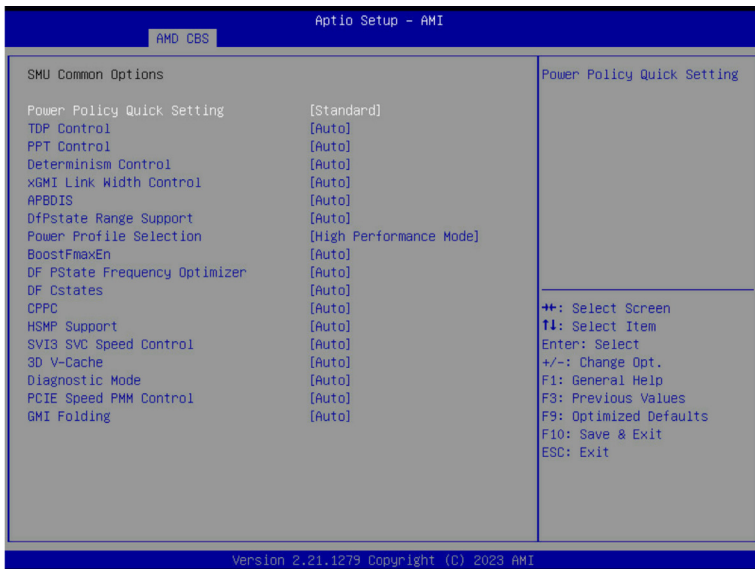 Aptio Setup - AMI
AMD CBS
SMU Common Options
Power Policy Quick Setting [Standard]
TDP Control [Auto]
PPT Control [Auto]
Determinism Control [Auto]
xGMI Link Width Control [Auto]
APBDIS [Auto]
DfPstate Range Support [Auto]
Power Profile Selection [High Performance Mode]
BoostFmaxEn [Auto]
DF PState Frequency Optimizer [Auto]
DF Cstates [Auto]
CPPC [Auto]
HSMP Support [Auto]
SVI3 SVC Speed Control [Auto]
3D V-Cache [Auto]
Diagnostic Mode [Auto]
PCIE Speed PMM Control [Auto]
GMI Folding [Auto]
Power Policy Quick Setting
→←: Select Screen
↑↓: Select Item
Enter: Select
+/-: Change Opt.
F1: General Help
F3: Previous Values
F9: Optimized Defaults
F10: Save & Exit
ESC: Exit
Version 2.21.1279 Copyright (C) 2023 AMI